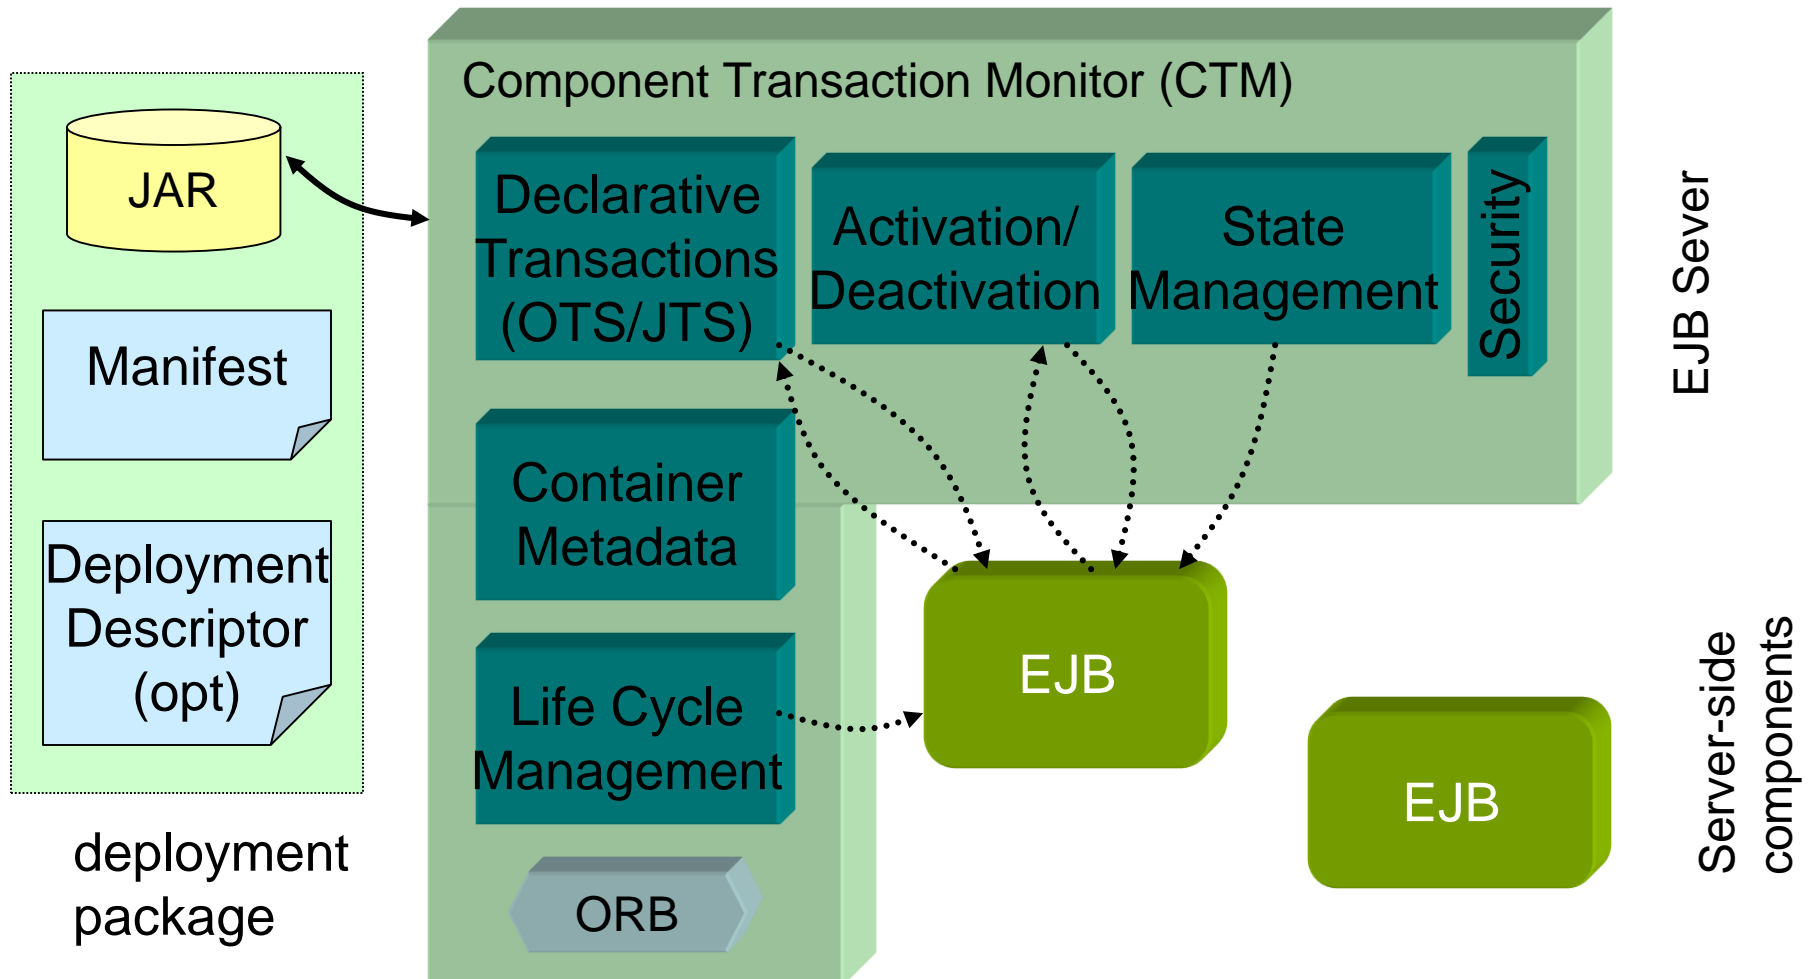 Component Transaction Monitor (CTM)
JAR
Manifest
Deployment
Descriptor
(opt)
deployment
package
Declarative
Transactions
(OTS/JTS)
Activation/
Deactivation
State
Management
Security
Container
Metadata
Life Cycle
Management
ORB
EJB
EJB
EJB Sever
Server-side
components